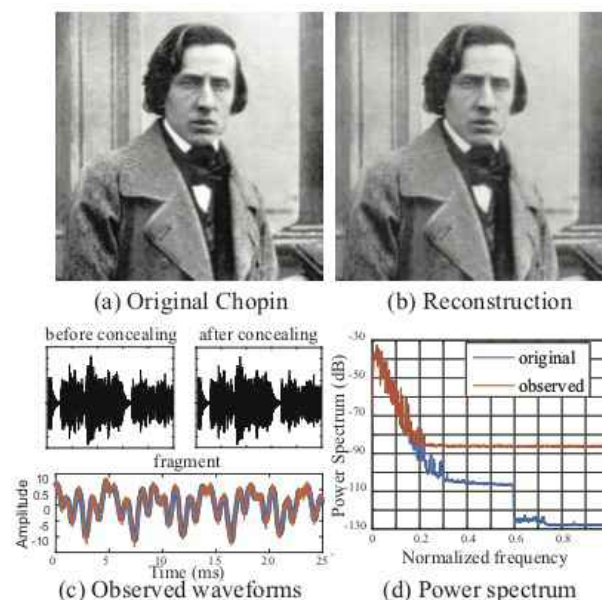 (a) Original Chopin
(b) Reconstruction
before concealing
after concealing
fragment
Amplitude
10
0.5
0
-5
-10
0
5
10
15
20
25
Time (ms)
(c) Observed waveforms
Power Spectrum (dB)
-30
-50
-70
-90
-110
-130
original
observed
0
0.2
0.4
0.6
0.8
Normalized frequency
(d) Power spectrum